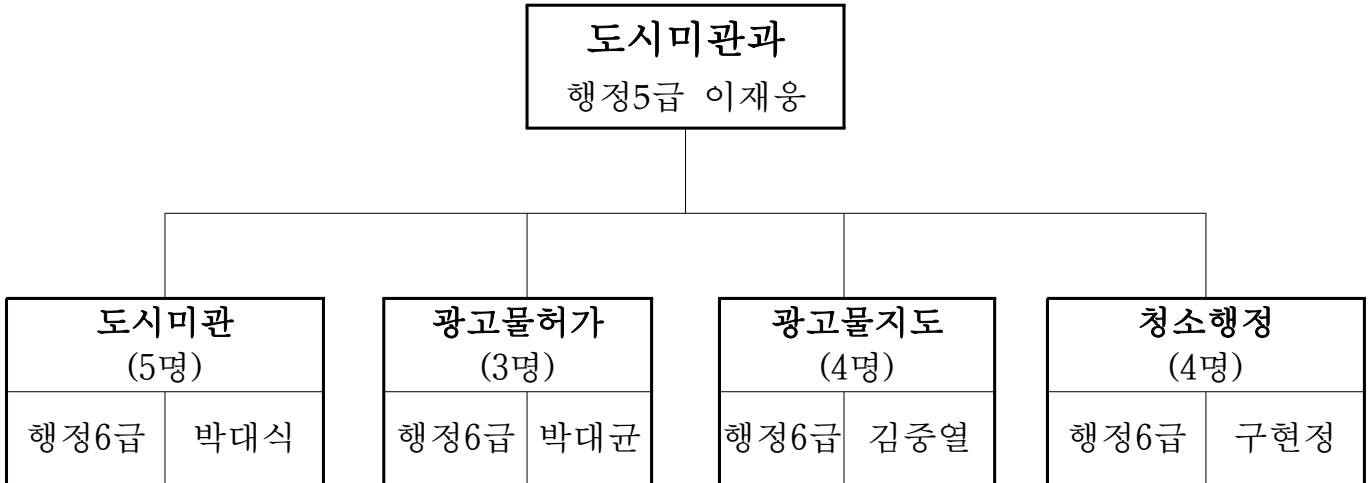 도시미관과
행정5급 이재웅
도시미관
(5명)
행정6급 박대식
광고물허가
(3명)
행정6급 박대균
광고물지도
(4명)
행정6급 김중열
청소행정
(4명)
행정6급 구현정